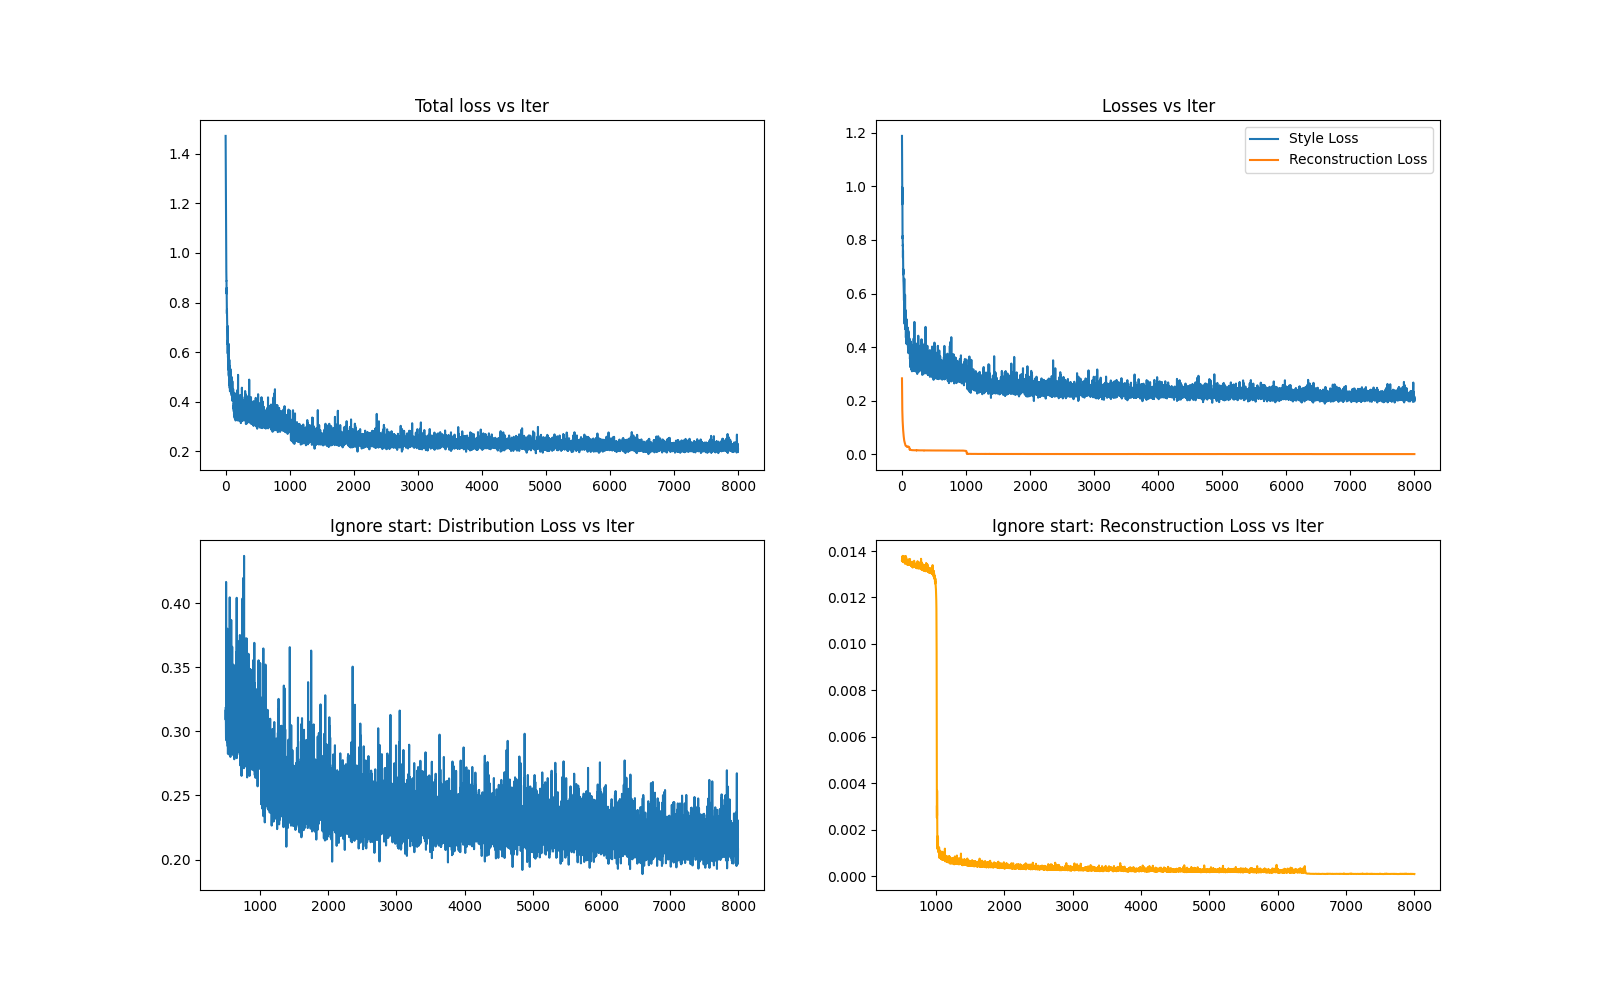 Total loss vs Iter
1.4
1.2
1.0
0.8
0.6
0.4
0.2
0 1000 2000 3000 4000 5000 6000 7000 8000
Losses vs Iter
Style Loss
Reconstruction Loss
1.2
1.0
0.8
0.6
0.4
0.2
0.0
0 1000 2000 3000 4000 5000 6000 7000 8000
Ignore start: Distribution Loss vs Iter
0.40
0.35
0.30
0.25
0.20
1000 2000 3000 4000 5000 6000 7000 8000
Ignore start: Reconstruction Loss vs Iter
0.014
0.012
0.010
0.008
0.006
0.004
0.002
0.000
1000 2000 3000 4000 5000 6000 7000 8000